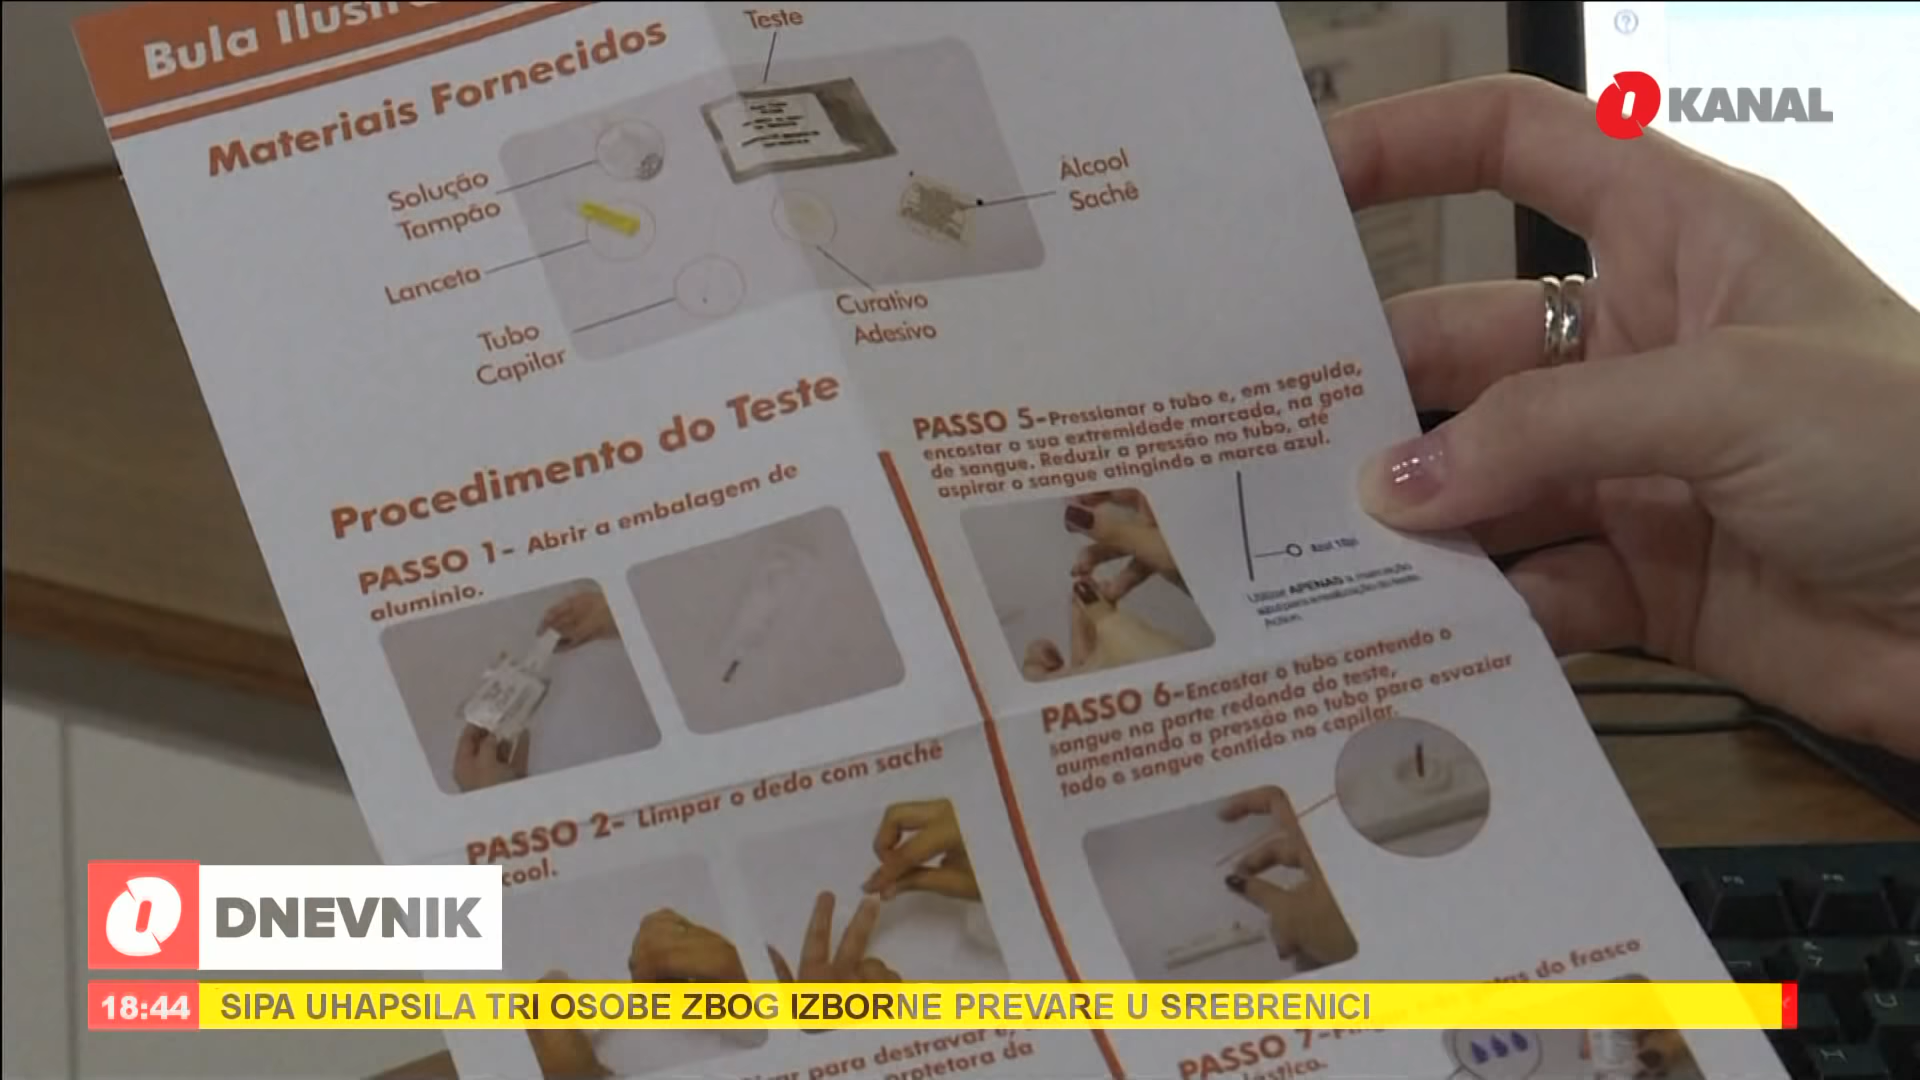 Bula Ilustr
Materiais Fornecidos
Teste
Solução
Tampão
Álcool
Sachê
Lanceta
Curativo
Adesivo
Tubo
Capilar
Procedimento do Teste
PASSO 1- Abrir a embalagem de
alumínio.
PASSO 2- Limpar o dedo com sachê
cool.
para destravar
protetora da
PASSO 5-Pressionar o tubo e, em seguida,
encostar a sua extremidade marcada, na gota
de sangue. Reduzir a pressão no tubo, até
aspirar o sangue atingindo a marca azul.
Utilizar APENAS a marcação
PASSO 6-Encostar o tubo contendo o
sangue na parte redonda do teste,
aumentando a pressão no tubo para esvaziar
todo o sangue contido no capilar.
PASSO 7-
gotas do frasco
KANAL
DNEVNIK
18:44 SIPA UHAPSILA TRI OSOBE ZBOG IZBORNE PREVARE U SREBRENICI